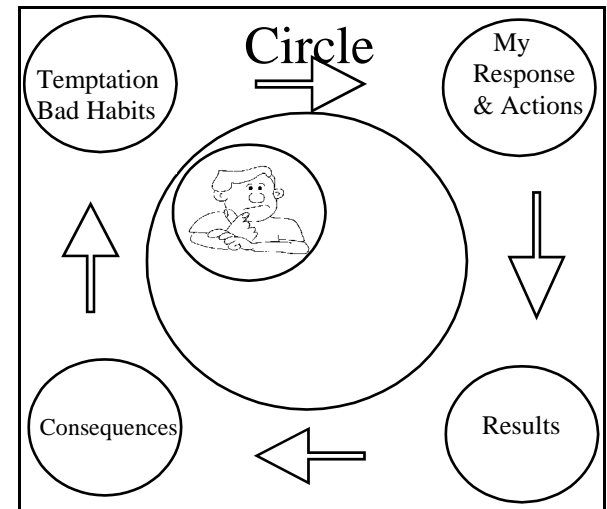 Circle
Temptation
Bad Habits
My
Response
& Actions
Results
Consequences